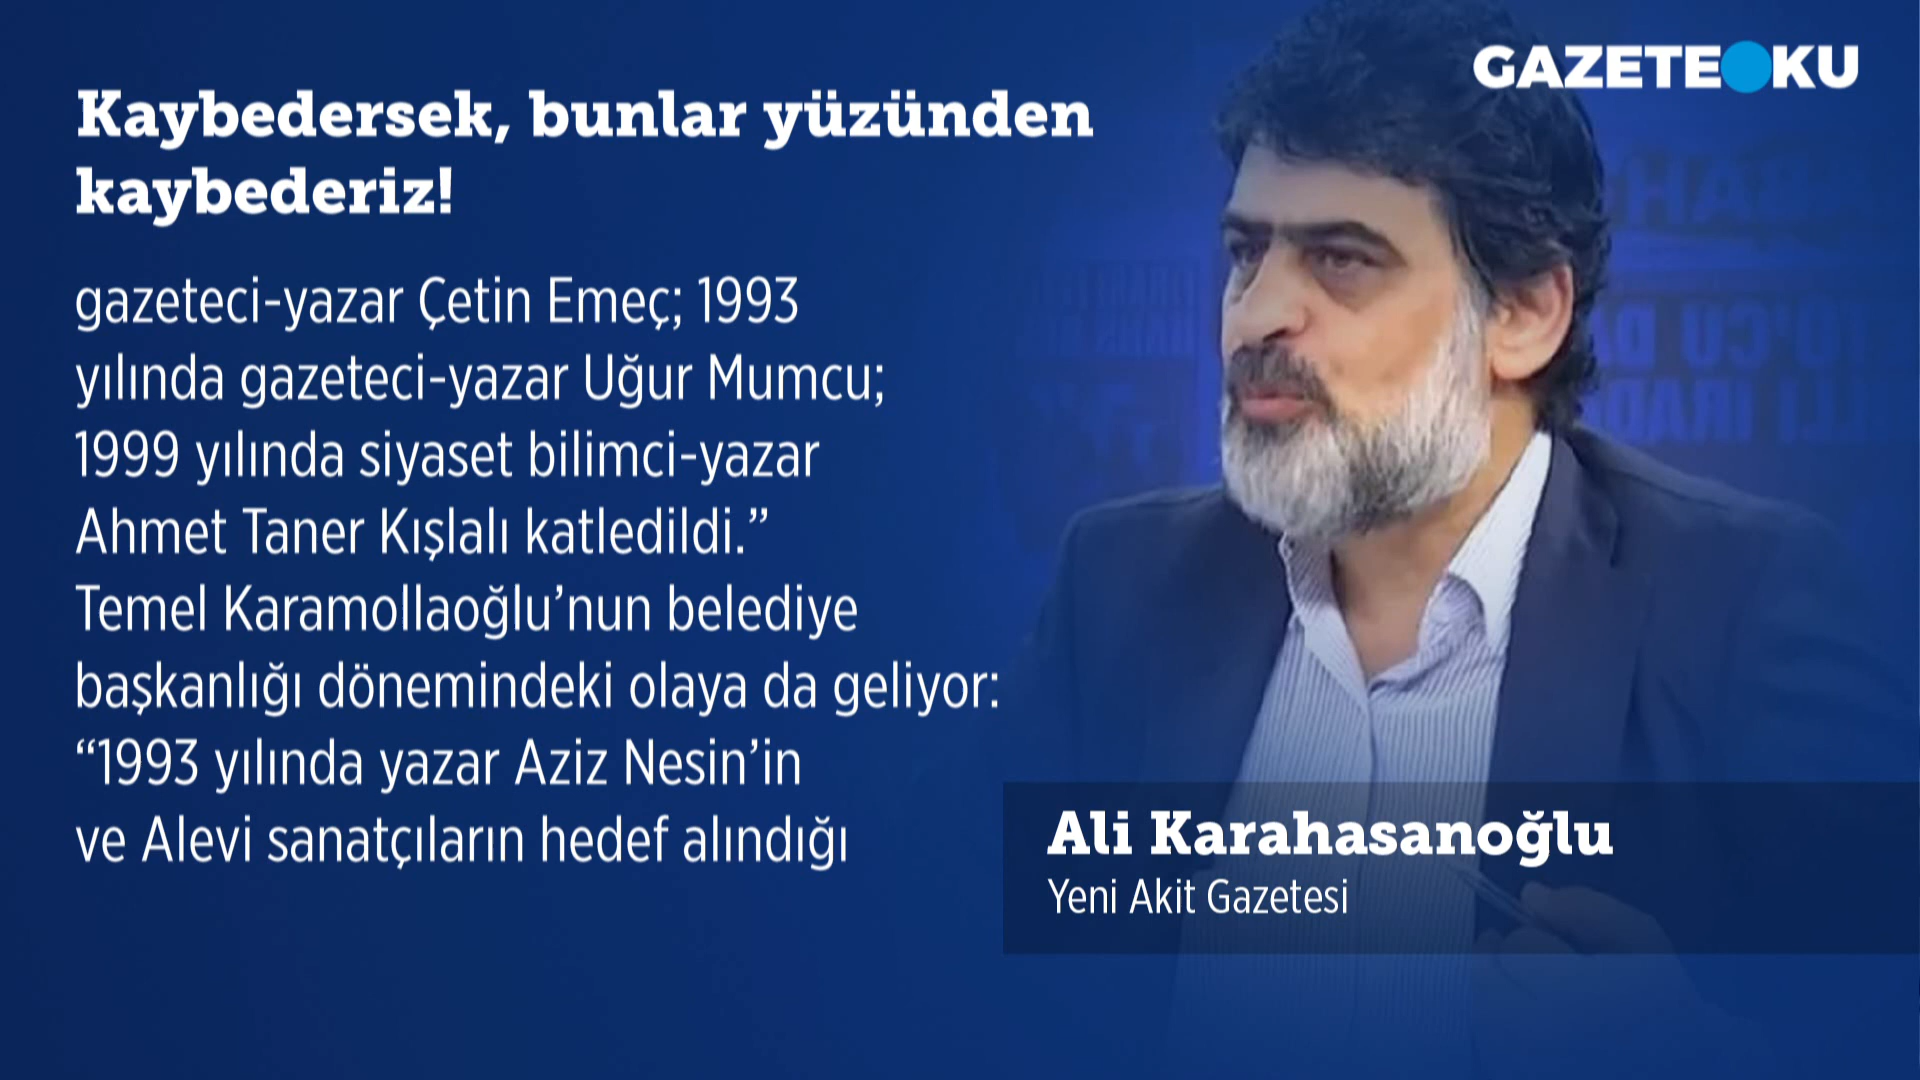 GAZETE KU
Kaybedersek, bunlar yüzünden
kaybederiz!
gazeteci-yazar Çetin Emeç; 1993
yılında gazeteci-yazar Uğur Mumcu;
1999 yılında siyaset bilimci-yazar
Ahmet Taner Kışlalı katledildi.”
Temel Karamollaoğlu’nun belediye
başkanlığı dönemindeki olaya da geliyor:
“1993 yılında yazar Aziz Nesin’in
ve Alevi sanatçıların hedef alındığı
Ali Karahasanoğlu
Yeni Akit Gazetesi